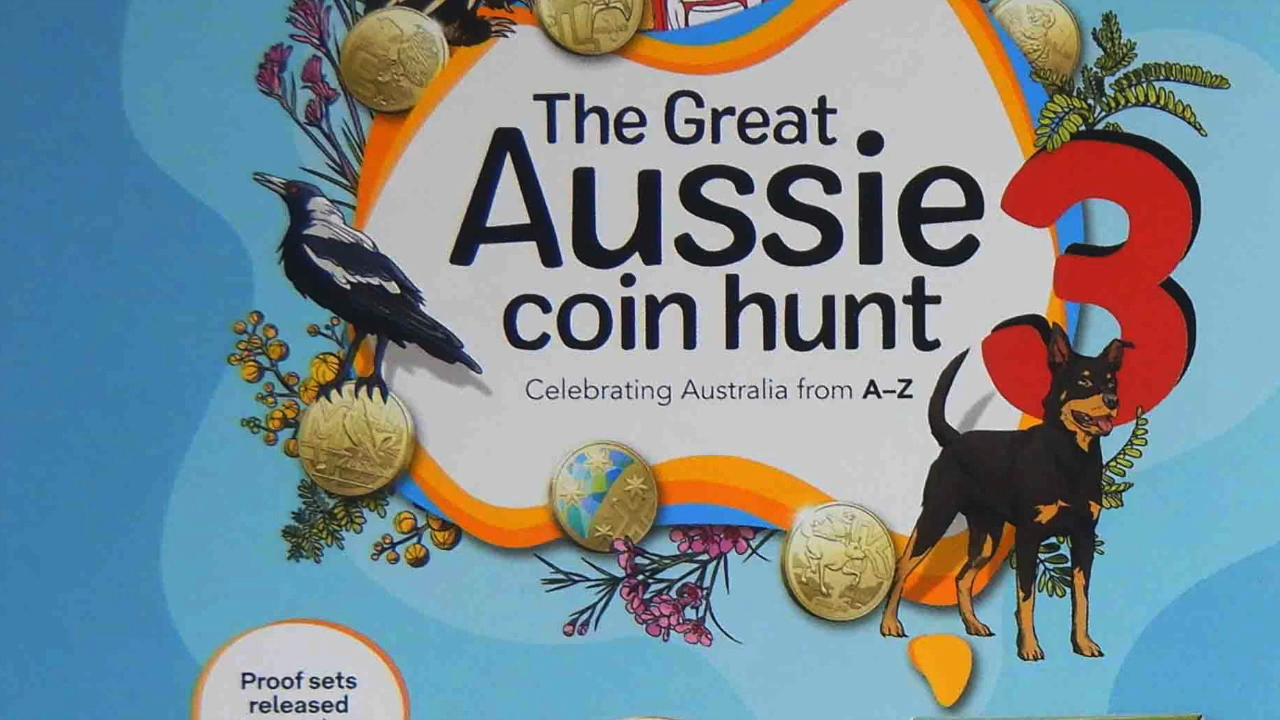 The Great
Aussie
coin hunt
3
Celebrating Australia from A–Z
Proof sets
released